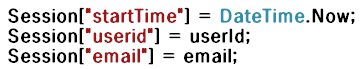 Session["startTime"] = DateTime.Now;
Session["userid"] = userId;
Session["email"] = email;